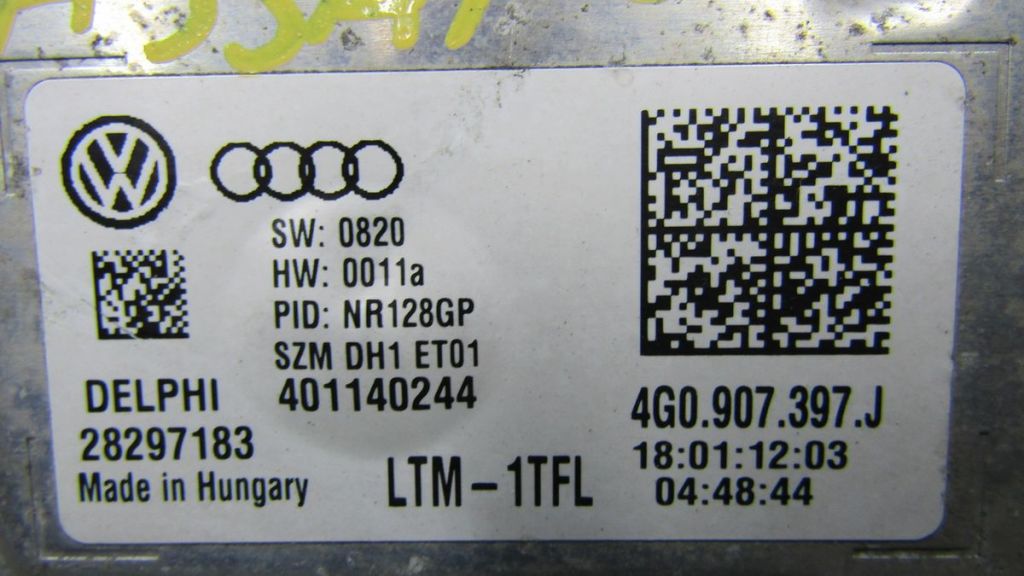 SW: 0820
HW: 0011a
PID: NR128GP
SZM DH1 ET01
401140244
DELPHI
28297183
Made in Hungary
LTM-1TFL
4G0.907.397.J
18:01:12:03
04:48:44